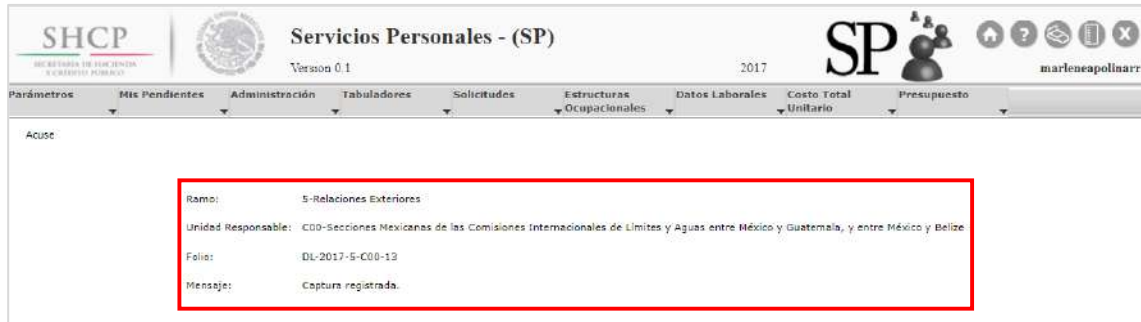 SHCP
SECRETARÍA DE HACIENDA
Y CRÉDITO PÚBLICO
Servicios Personales - (SP)
Version 0.1
2017
SP
marleneapolinarr
Parámetros
Mis Pendientes
Administración
Tabuladores
Solicitudes
Estructuras
Ocupacionales
Datos Laborales
Costo Total
Unitario
Presupuesto
Acuse
Ramo: 5-Relaciones Exteriores
Unidad Responsable: C00-Secciones Mexicanas de las Comisiones Internacionales de Límites y Aguas entre México y Guatemala, y entre México y Belize
Folio: DL-2017-5-C00-13
Mensaje: Captura registrada.